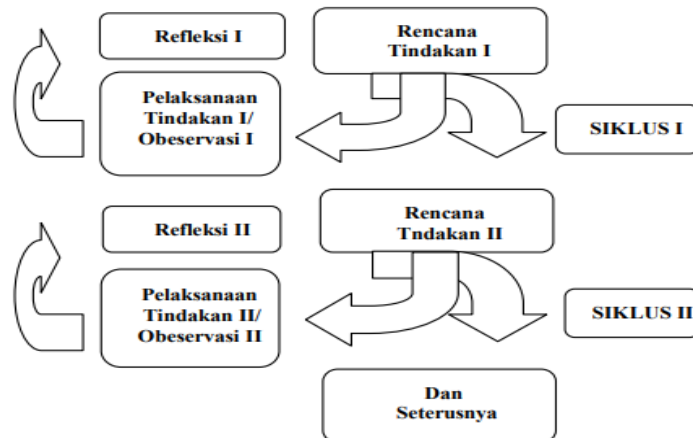 Refleksi I
Rencana
Tindakan I
Pelaksanaan
Tindakan I/
Obeservasi I
SIKLUS I
Refleksi II
Rencana
Tndakan II
Pelaksanaan
Tindakan II/
Obeservasi II
SIKLUS II
Dan
Seterusnya